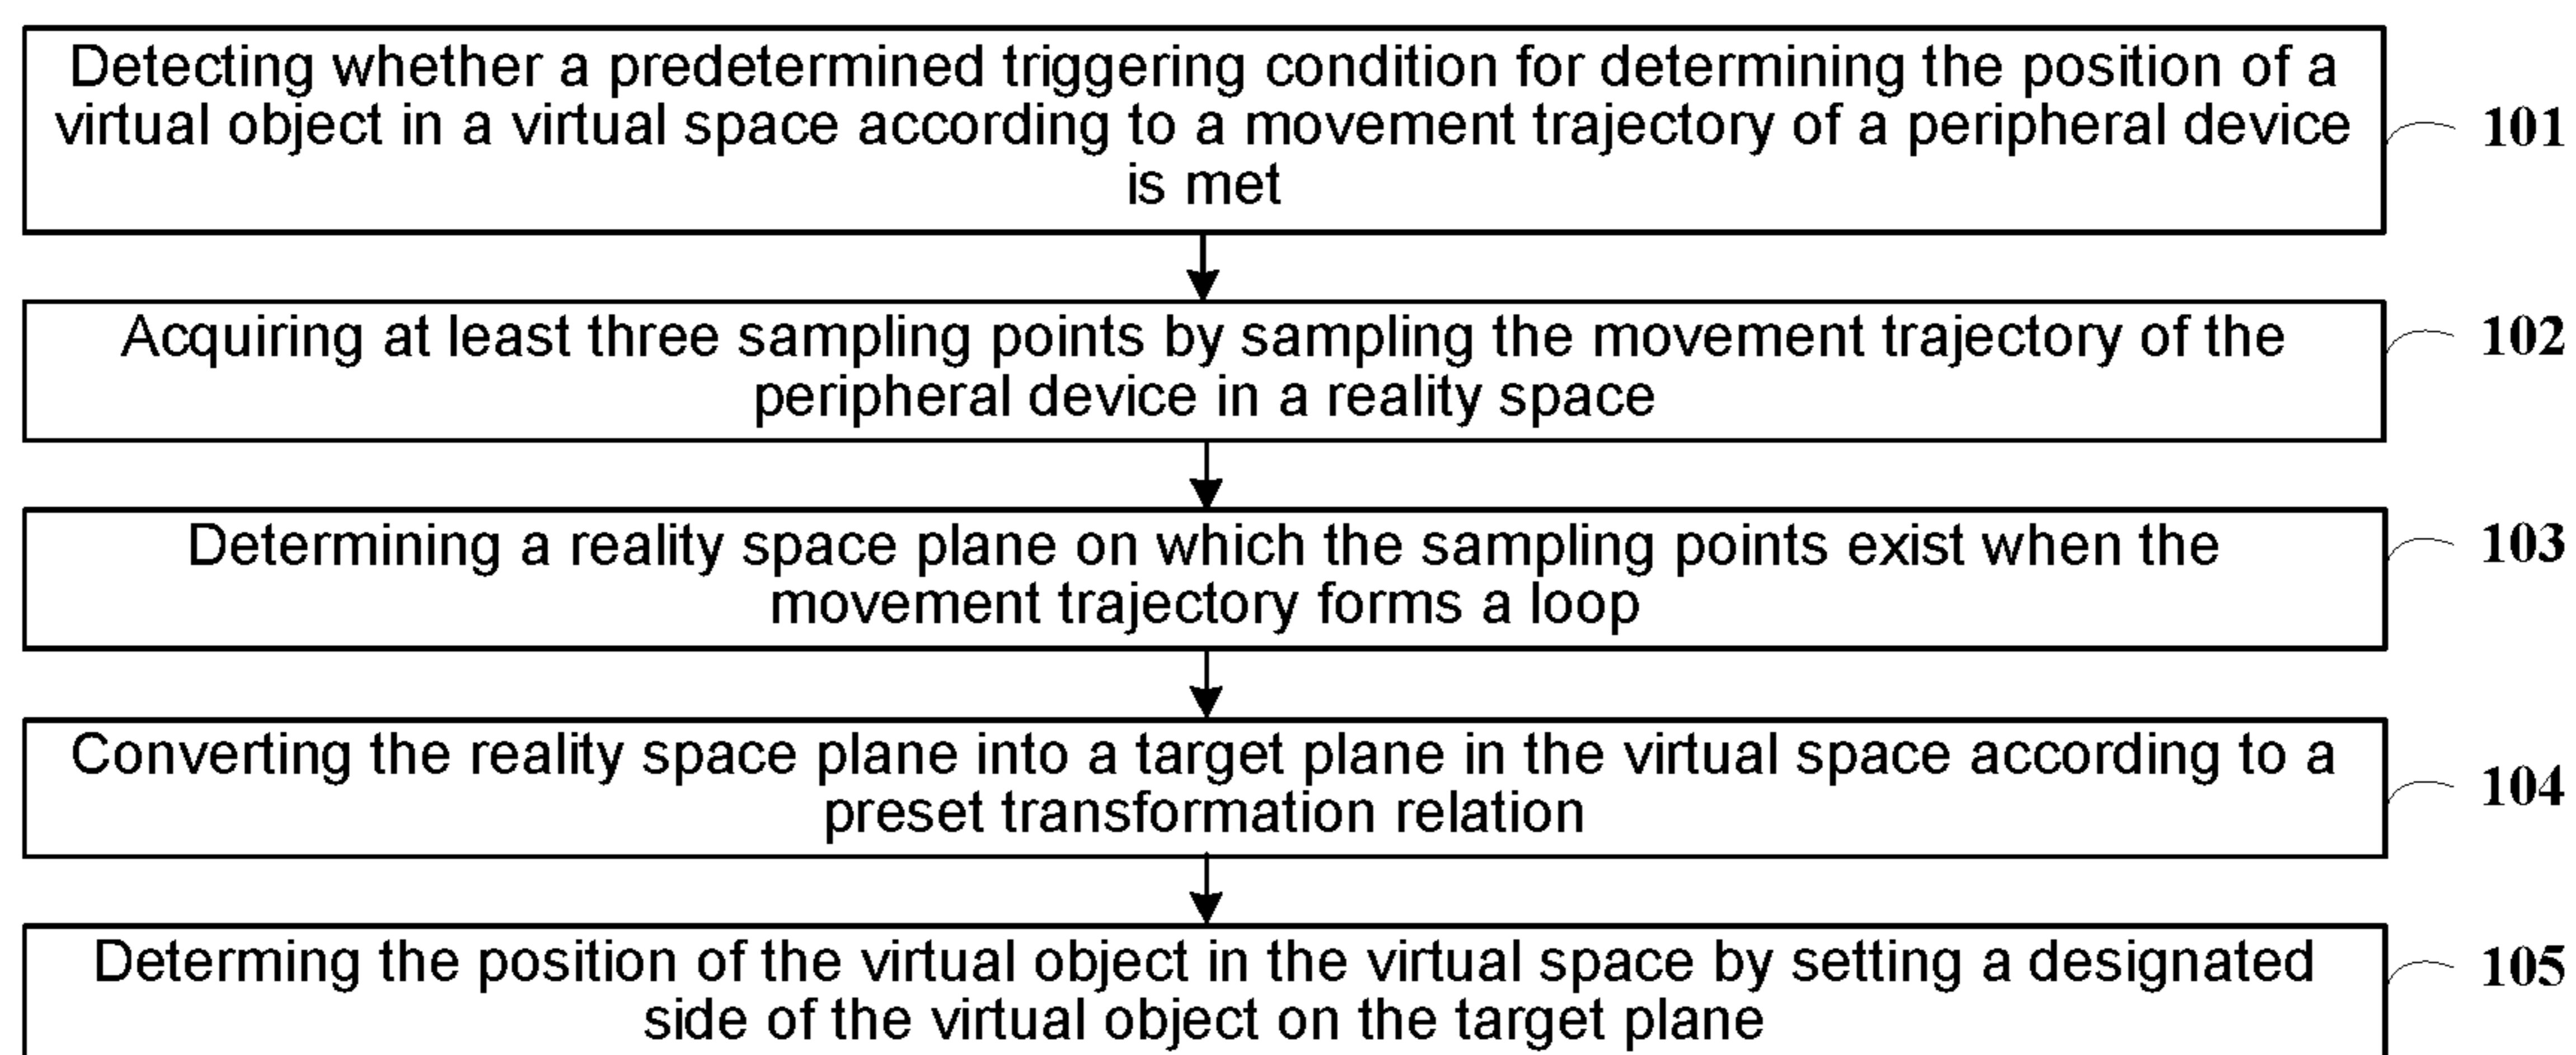 Detecting whether a predetermined triggering condition for determining the position of a
virtual object in a virtual space according to a movement trajectory of a peripheral device
is met
101
Acquiring at least three sampling points by sampling the movement trajectory of the
peripheral device in a reality space
102
Determining a reality space plane on which the sampling points exist when the
movement trajectory forms a loop
103
Converting the reality space plane into a target plane in the virtual space according to a
preset transformation relation
104
Determing the position of the virtual object in the virtual space by setting a designated
side of the virtual object on the target plane
105